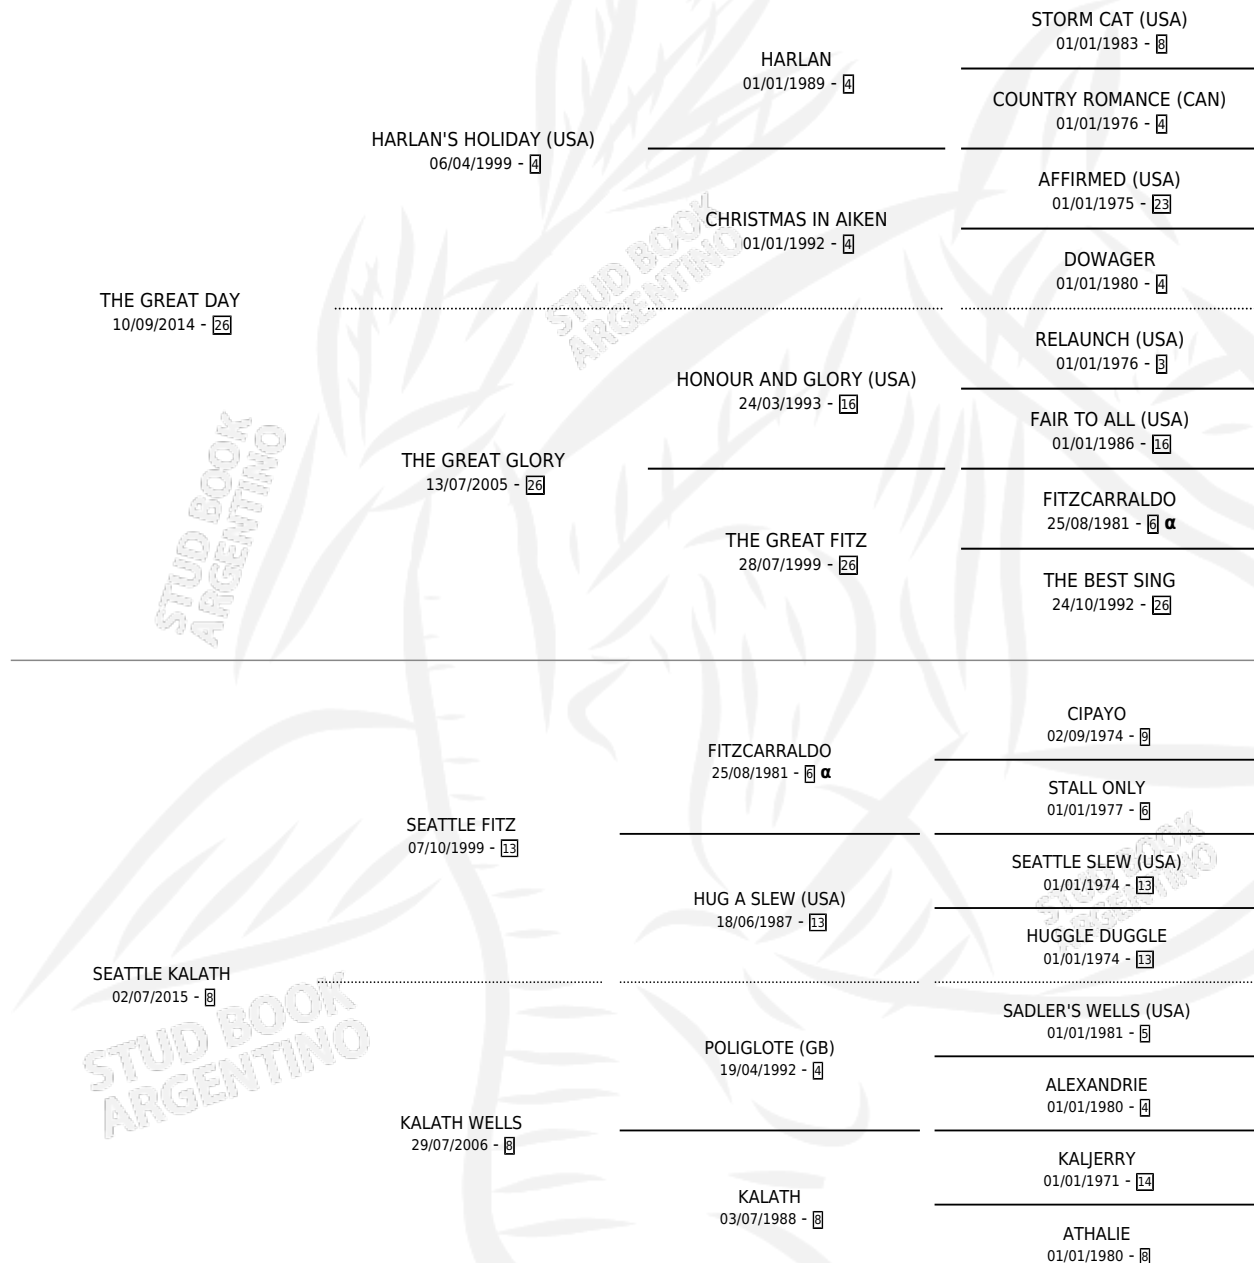 STORM CAT (USA)
01/01/1983 - 8
HARLAN
01/01/1989 - 4
COUNTRY ROMANCE (CAN)
01/01/1976 - 4
HARLAN'S HOLIDAY (USA)
06/04/1999 - 4
AFFIRMED (USA)
01/01/1975 - 23
CHRISTMAS IN AIKEN
01/01/1992 - 4
DOWAGER
01/01/1980 - 4
THE GREAT DAY
10/09/2014 - 26
RELAUNCH (USA)
01/01/1976 - 3
HONOUR AND GLORY (USA)
24/03/1993 - 16
FAIR TO ALL (USA)
01/01/1986 - 16
THE GREAT GLORY
13/07/2005 - 26
FITZCARRALDO
25/08/1981 - 6 α
THE GREAT FITZ
28/07/1999 - 26
THE BEST SING
24/10/1992 - 26
STUD BOOK
ARGENTINO
STUD BOOK
ARGENTINO
CIPAYO
02/09/1974 - 9
FITZCARRALDO
25/08/1981 - 6 α
STALL ONLY
01/01/1977 - 6
SEATTLE FITZ
07/10/1999 - 13
SEATTLE SLEW (USA)
01/01/1974 - 13
HUG A SLEW (USA)
18/06/1987 - 13
HUGGLE DUGGLE
01/01/1974 - 13
SEATTLE KALATH
02/07/2015 - 8
SADLER'S WELLS (USA)
01/01/1981 - 5
POLIGLOTE (GB)
19/04/1992 - 4
ALEXANDRIE
01/01/1980 - 4
KALATH WELLS
29/07/2006 - 8
KALJERRY
01/01/1971 - 14
KALATH
03/07/1988 - 8
ATHALIE
01/01/1980 - 8
STUD BOOK
ARGENTINO
STUD BOOK
ARGENTINO